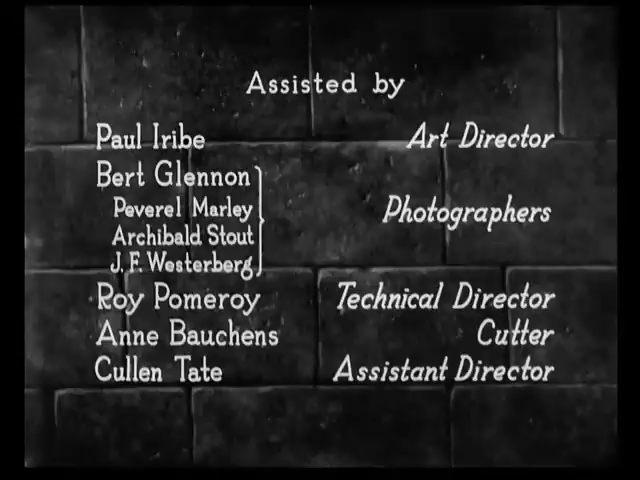 Assisted by
Paul Iribe Art Director
Bert Glennon
Peverel Marley Photographers
Archibald Stout
J. F. Westerberg
Roy Pomeroy Technical Director
Anne Bauchens Cutter
Cullen Tate Assistant Director